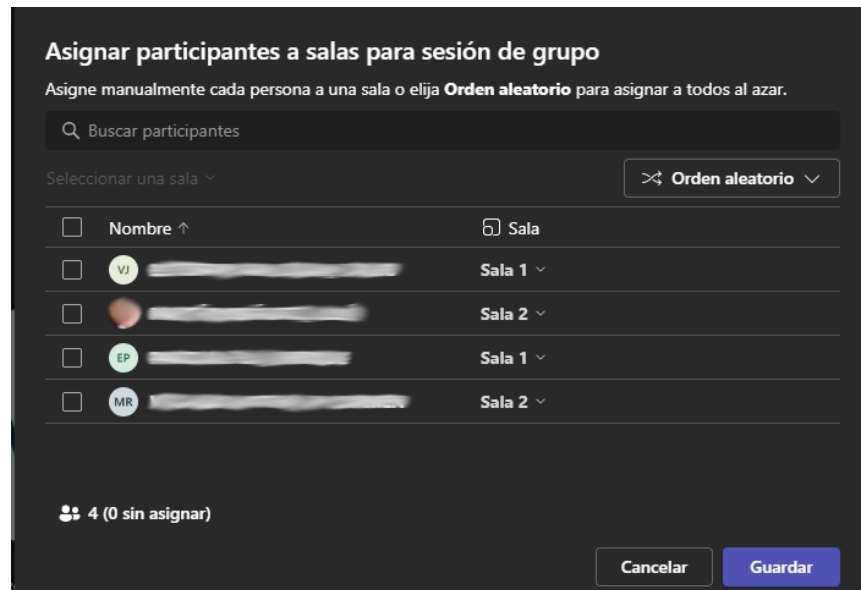 Asignar participantes a salas para sesión de grupo
Asigne manualmente cada persona a una sala o elija Orden aleatorio para asignar a todos al azar.
Buscar participantes
Seleccionar una sala
Orden aleatorio
Nombre ↑ Sala
VJ Sala 1
Sala 2
EP Sala 1
MR Sala 2
4 (0 sin asignar)
Cancelar Guardar